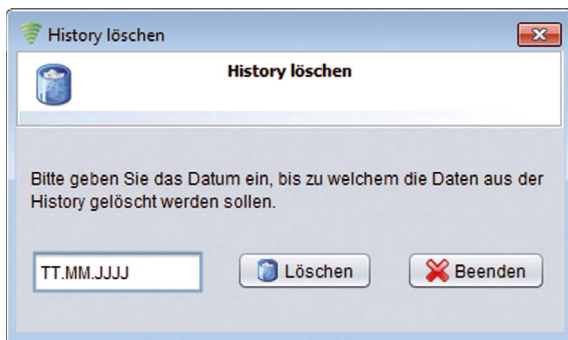 History löschen
History löschen
Bitte geben Sie das Datum ein, bis zu welchem die Daten aus der
History gelöscht werden sollen.
TT.MM.JJJJ
Löschen
Beenden